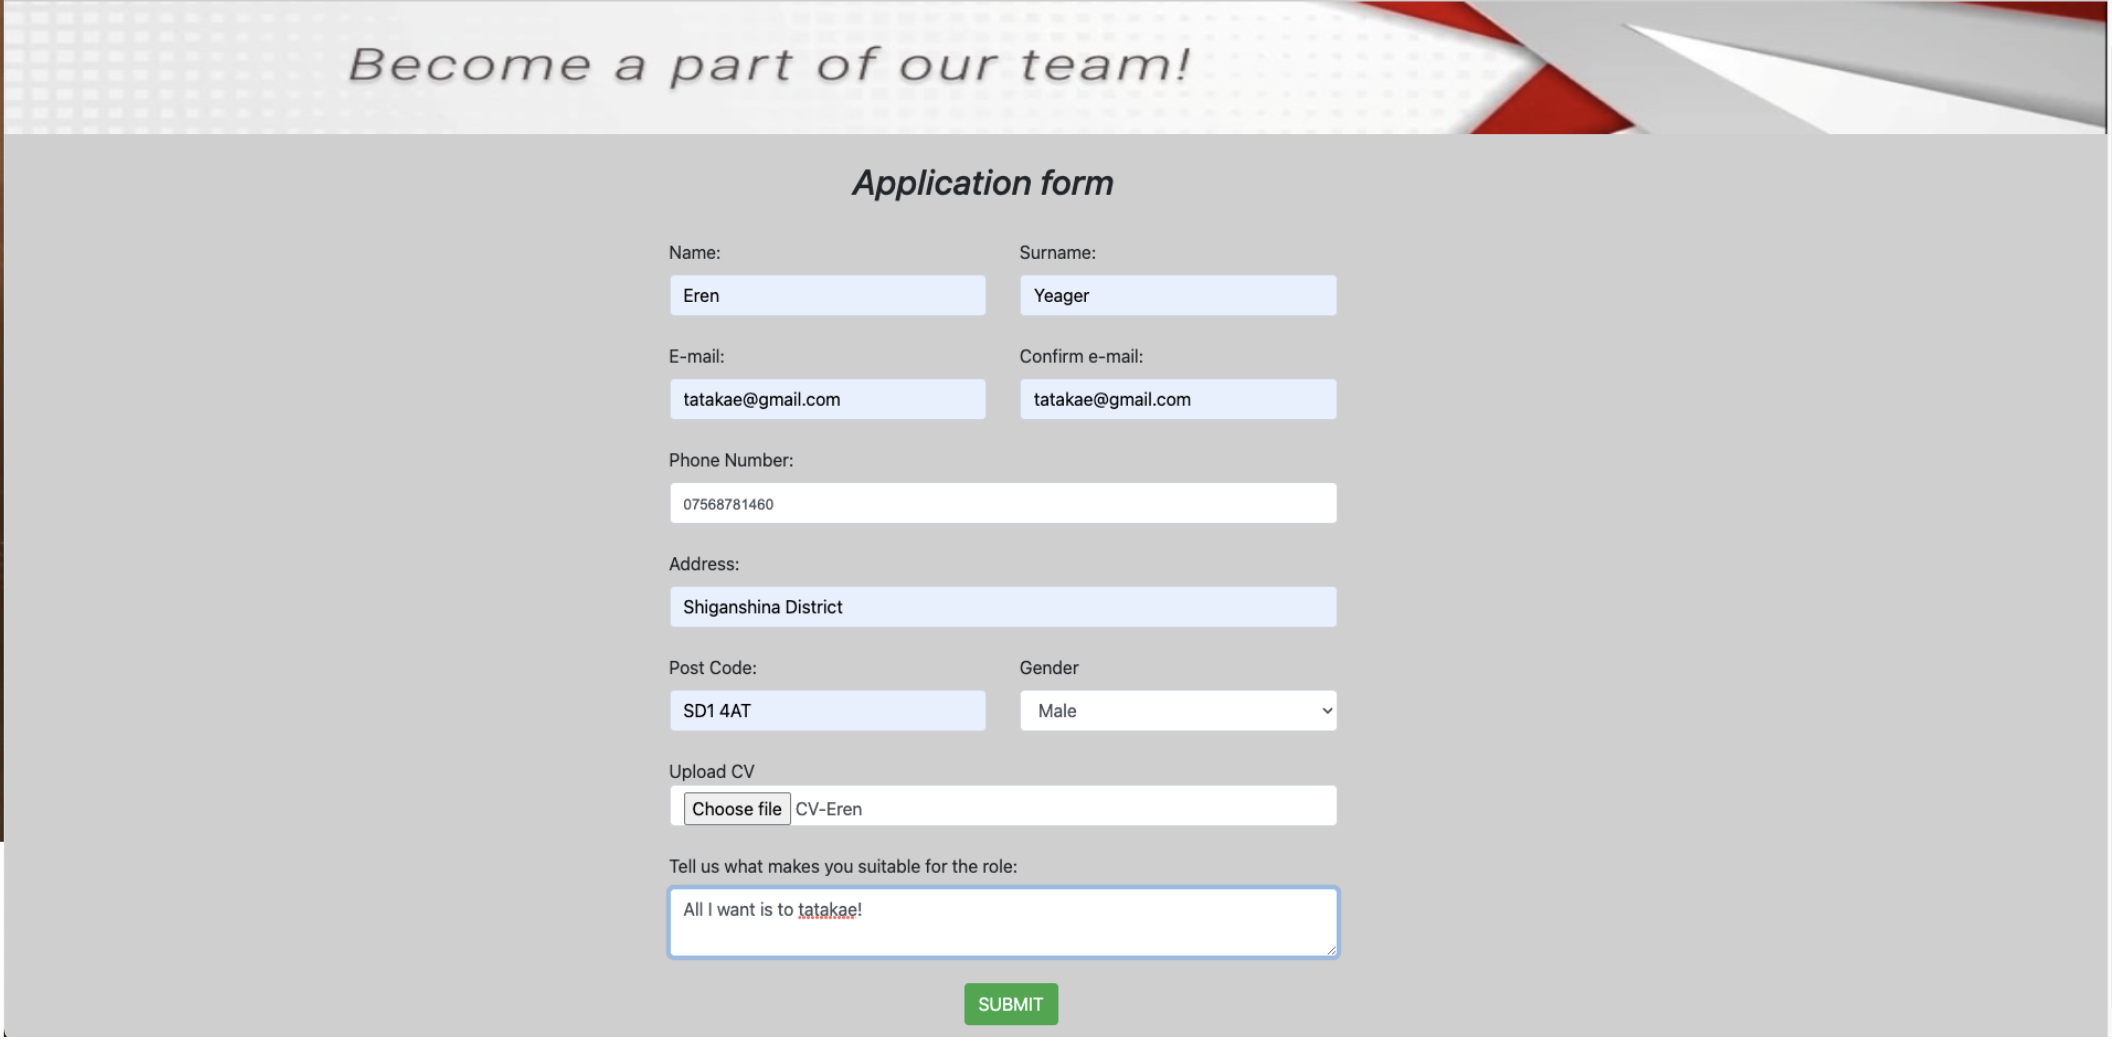 Become a part of our team!
Application form
Name: Surname:
Eren Yeager
E-mail: Confirm e-mail:
tatakae@gmail.com tatakae@gmail.com
Phone Number:
07568781460
Address:
Shiganshina District
Post Code: Gender
SD1 4AT Male
Upload CV
Choose file CV-Eren
Tell us what makes you suitable for the role:
All I want is to tatakae!
SUBMIT